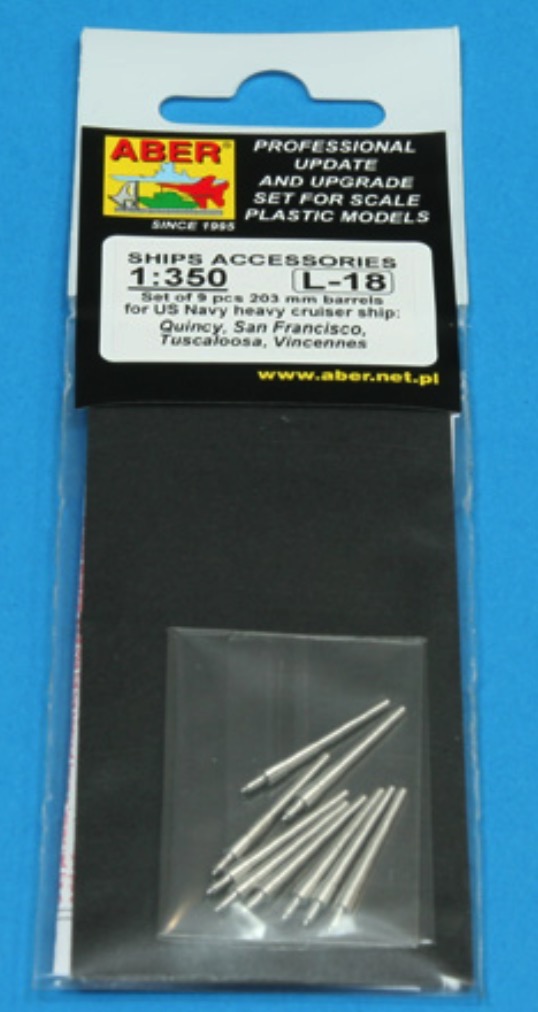 ABER®
SINCE 1995
PROFESSIONAL
UPDATE
AND UPGRADE
SET FOR SCALE
PLASTIC MODELS
SHIPS ACCESSORIES
1:350 L-18
Set of 9 pcs 203 mm barrels
for US Navy heavy cruiser ship:
Quincy, San Francisco,
Tuscaloosa, Vincennes
www.aber.net.pl